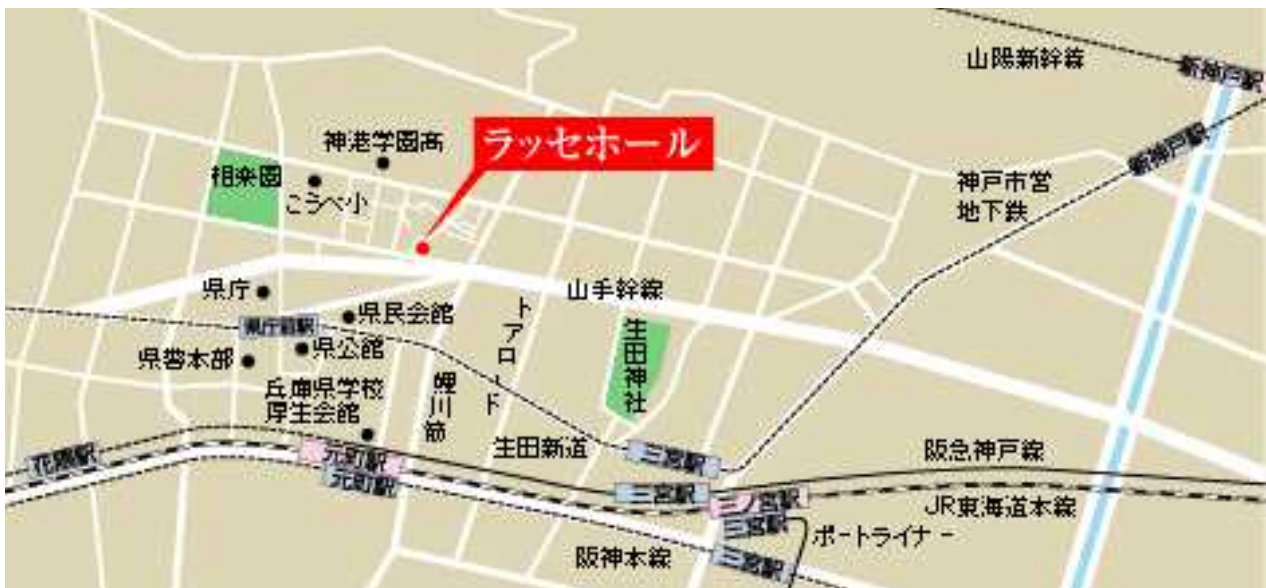 山陽新幹線
新神戸駅
神港学園高
ラッセホール
新神戸駅
相楽園
こうべ小
神戸市営
地下鉄
県庁
山手幹線
県民会館
トアロード
生田神社
県庁前駅
県公館
県警本部
兵庫県学校
厚生会館
鯉川筋
生田新道
花隈駅
元町駅
元町駅
三宮駅
阪急神戸線
三宮駅
三ノ宮駅
JR東海道本線
三宮駅
ポートライナー
阪神本線
三宮駅